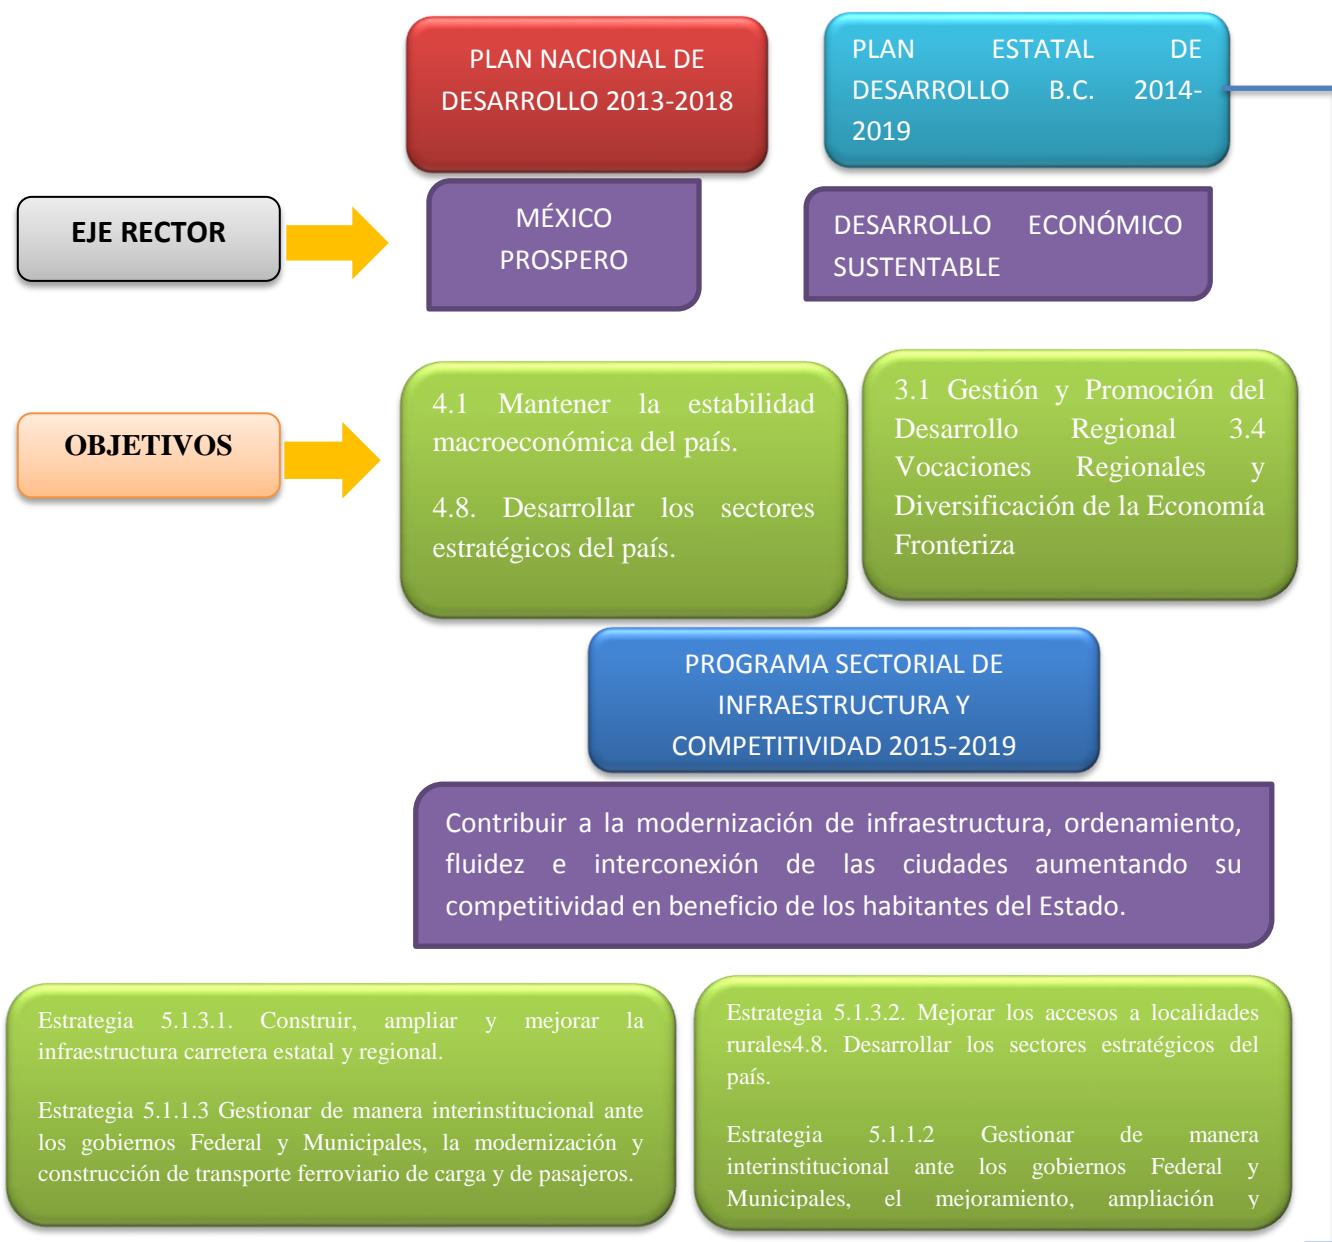 PLAN NACIONAL DE
DESARROLLO 2013-2018
PLAN ESTATAL DE
DESARROLLO B.C. 2014-
2019
EJE RECTOR
MÉXICO
PROSPERO
DESARROLLO ECONÓMICO
SUSTENTABLE
OBJETIVOS
4.1 Mantener la estabilidad
macroeconómica del país.
4.8. Desarrollar los sectores
estratégicos del país.
3.1 Gestión y Promoción del
Desarrollo Regional 3.4
Vocaciones Regionales y
Diversificación de la Economía
Fronteriza
PROGRAMA SECTORIAL DE
INFRAESTRUCTURA Y
COMPETITIVIDAD 2015-2019
Contribuir a la modernización de infraestructura, ordenamiento,
fluidez e interconexión de las ciudades aumentando su
competitividad en beneficio de los habitantes del Estado.
Estrategia 5.1.3.1. Construir, ampliar y mejorar la
infraestructura carretera estatal y regional.
Estrategia 5.1.1.3 Gestionar de manera interinstitucional ante
los gobiernos Federal y Municipales, la modernización y
construcción de transporte ferroviario de carga y de pasajeros.
Estrategia 5.1.3.2. Mejorar los accesos a localidades
rurales4.8. Desarrollar los sectores estratégicos del
país.
Estrategia 5.1.1.2 Gestionar de manera
interinstitucional ante los gobiernos Federal y
Municipales, el mejoramiento, ampliación y